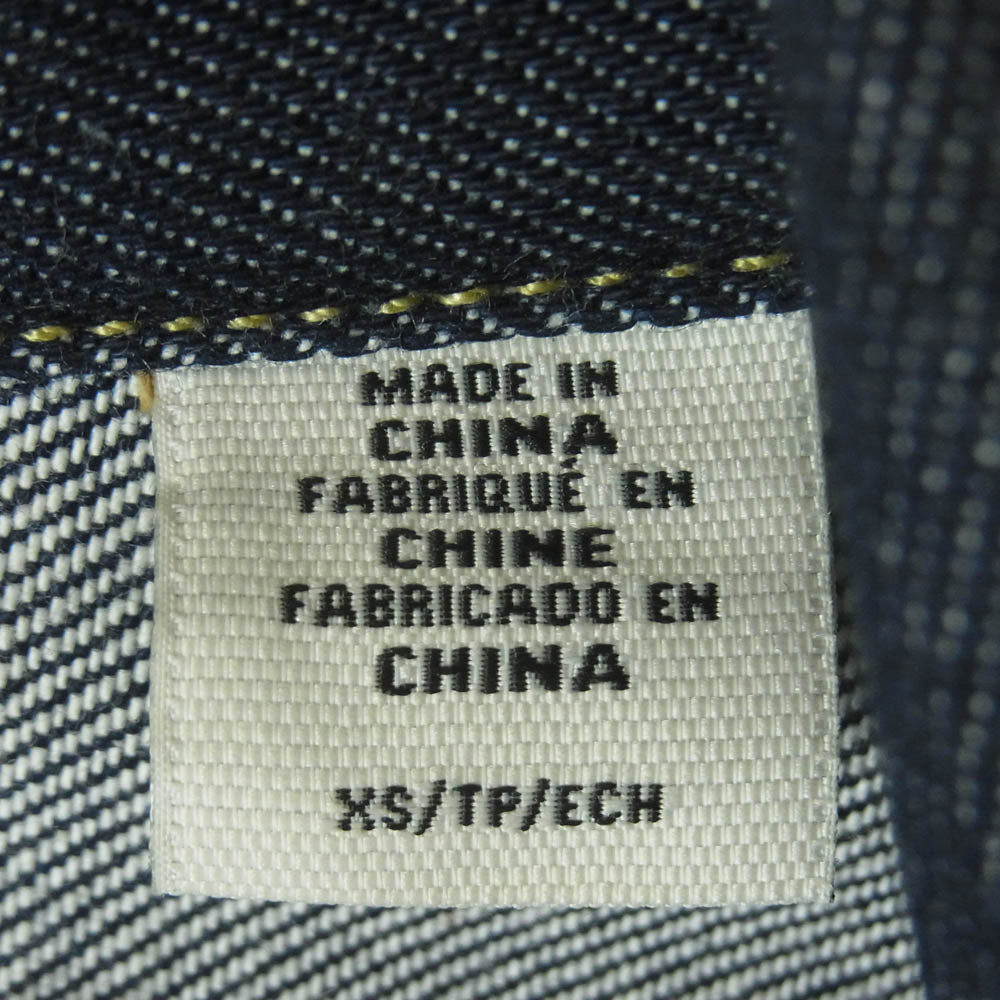 MADE IN
CHINA
FABRIQUÉ EN
CHINE
FABRICADO EN
CHINA
XS/TP/ECH